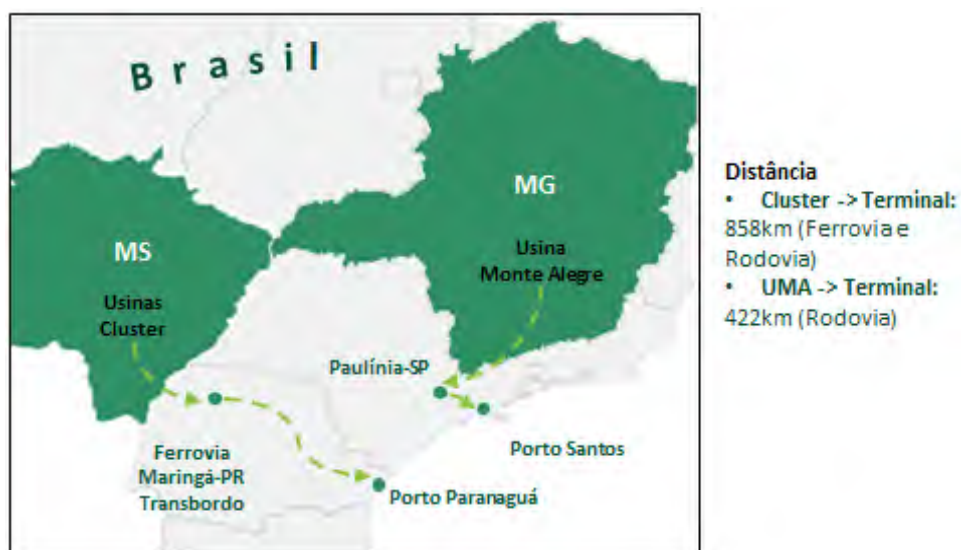 Brasil
MG
MS
Usina
Monte Alegre
Usinas
Cluster
Paulínia-SP
Porto Santos
Ferrovia
Maringá-PR
Transbordo
Porto Paranaguá
Distância
• Cluster -> Terminal:
858km (Ferrovia e
Rodovia)
• UMA -> Terminal:
422km (Rodovia)